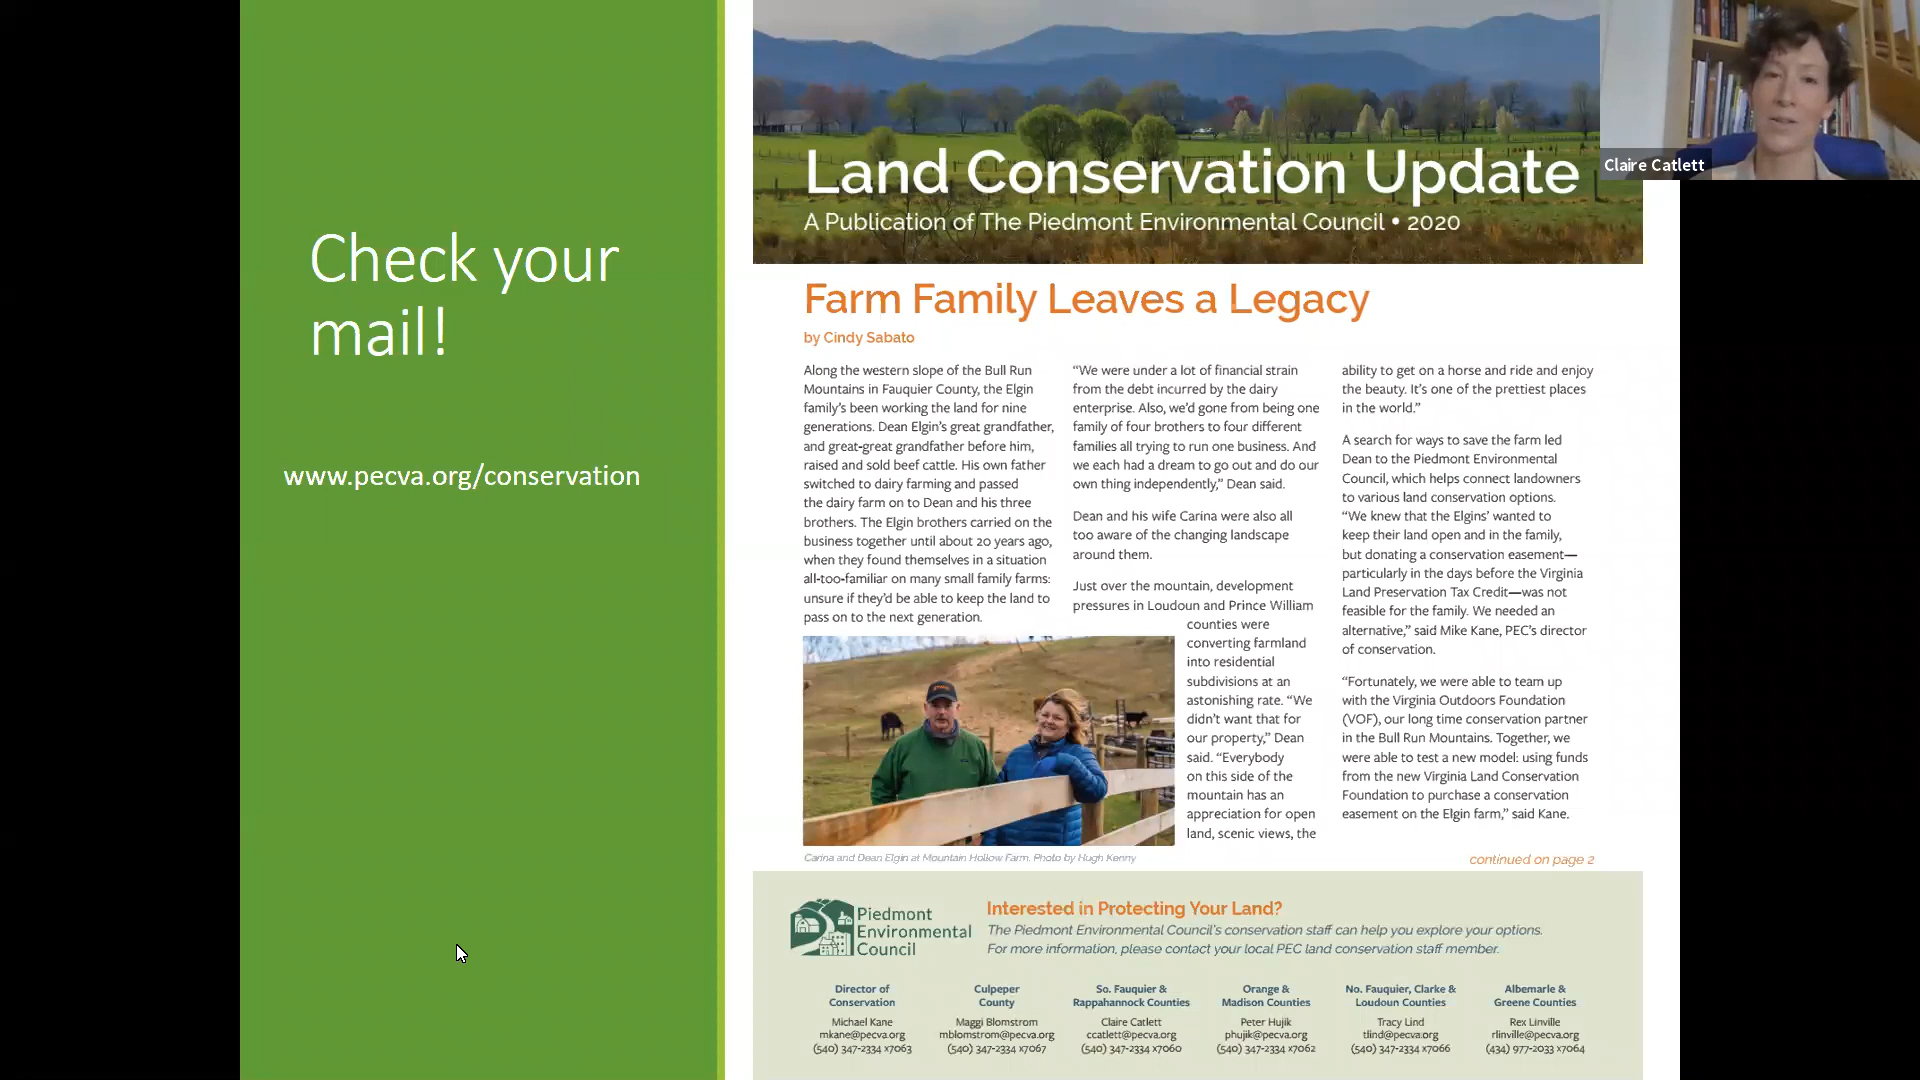 Check your
mail!
www.pecva.org/conservation
Land Conservation Update
A Publication of The Piedmont Environmental Council • 2020
Claire Catlett
Farm Family Leaves a Legacy
by Cindy Sabato
Along the western slope of the Bull Run
Mountains in Fauquier County, the Elgin
family's been working the land for nine
generations. Dean Elgin's great grandfather,
and great-great grandfather before him,
raised and sold beef cattle. His own father
switched to dairy farming and passed
the dairy farm on to Dean and his three
brothers. The Elgin brothers carried on the
business together until about 20 years ago,
when they found themselves in a situation
all-too-familiar on many small family farms:
unsure if they'd be able to keep the land to
pass on to the next generation.
Carina and Dean Elgin at Mountain Hollow Farm. Photo by Hugh Kenny
“We were under a lot of financial strain
from the debt incurred by the dairy
enterprise. Also, we'd gone from being one
family of four brothers to four different
families all trying to run one business. And
we each had a dream to go out and do our
own thing independently,” Dean said.
Dean and his wife Carina were also all
too aware of the changing landscape
around them.
Just over the mountain, development
pressures in Loudoun and Prince William
counties were
converting farmland
into residential
subdivisions at an
astonishing rate. “We
didn't want that for
our property,” Dean
said. “Everybody
on this side of the
mountain has an
appreciation for open
land, scenic views, the
ability to get on a horse and ride and enjoy
the beauty. It's one of the prettiest places
in the world.”
A search for ways to save the farm led
Dean to the Piedmont Environmental
Council, which helps connect landowners
to various land conservation options.
“We knew that the Elgins' wanted to
keep their land open and in the family,
but donating a conservation easement—
particularly in the days before the Virginia
Land Preservation Tax Credit—was not
feasible for the family. We needed an
alternative,” said Mike Kane, PEC's director
of conservation.
“Fortunately, we were able to team up
with the Virginia Outdoors Foundation
(VOF), our long time conservation partner
in the Bull Run Mountains. Together, we
were able to test a new model: using funds
from the new Virginia Land Conservation
Foundation to purchase a conservation
easement on the Elgin farm,” said Kane.
continued on page 2
Piedmont
Environmental
Council
Interested in Protecting Your Land?
The Piedmont Environmental Council's conservation staff can help you explore your options.
For more information, please contact your local PEC land conservation staff member.
Director of
Conservation
Michael Kane
mkane@pecva.org
(540) 347-2334 x7063
Culpeper
County
Maggi Blomstrom
mblomstrom@pecva.org
(540) 347-2334 x7067
So. Fauquier &
Rappahannock Counties
Claire Catlett
ccatlett@pecva.org
(540) 347-2334 x7060
Orange &
Madison Counties
Peter Hujik
phujik@pecva.org
(540) 347-2334 x7062
No. Fauquier, Clarke &
Loudoun Counties
Tracy Lind
tlind@pecva.org
(540) 347-2334 x7066
Albemarle &
Greene Counties
Rex Linville
rlinville@pecva.org
(434) 977-2033 x7064